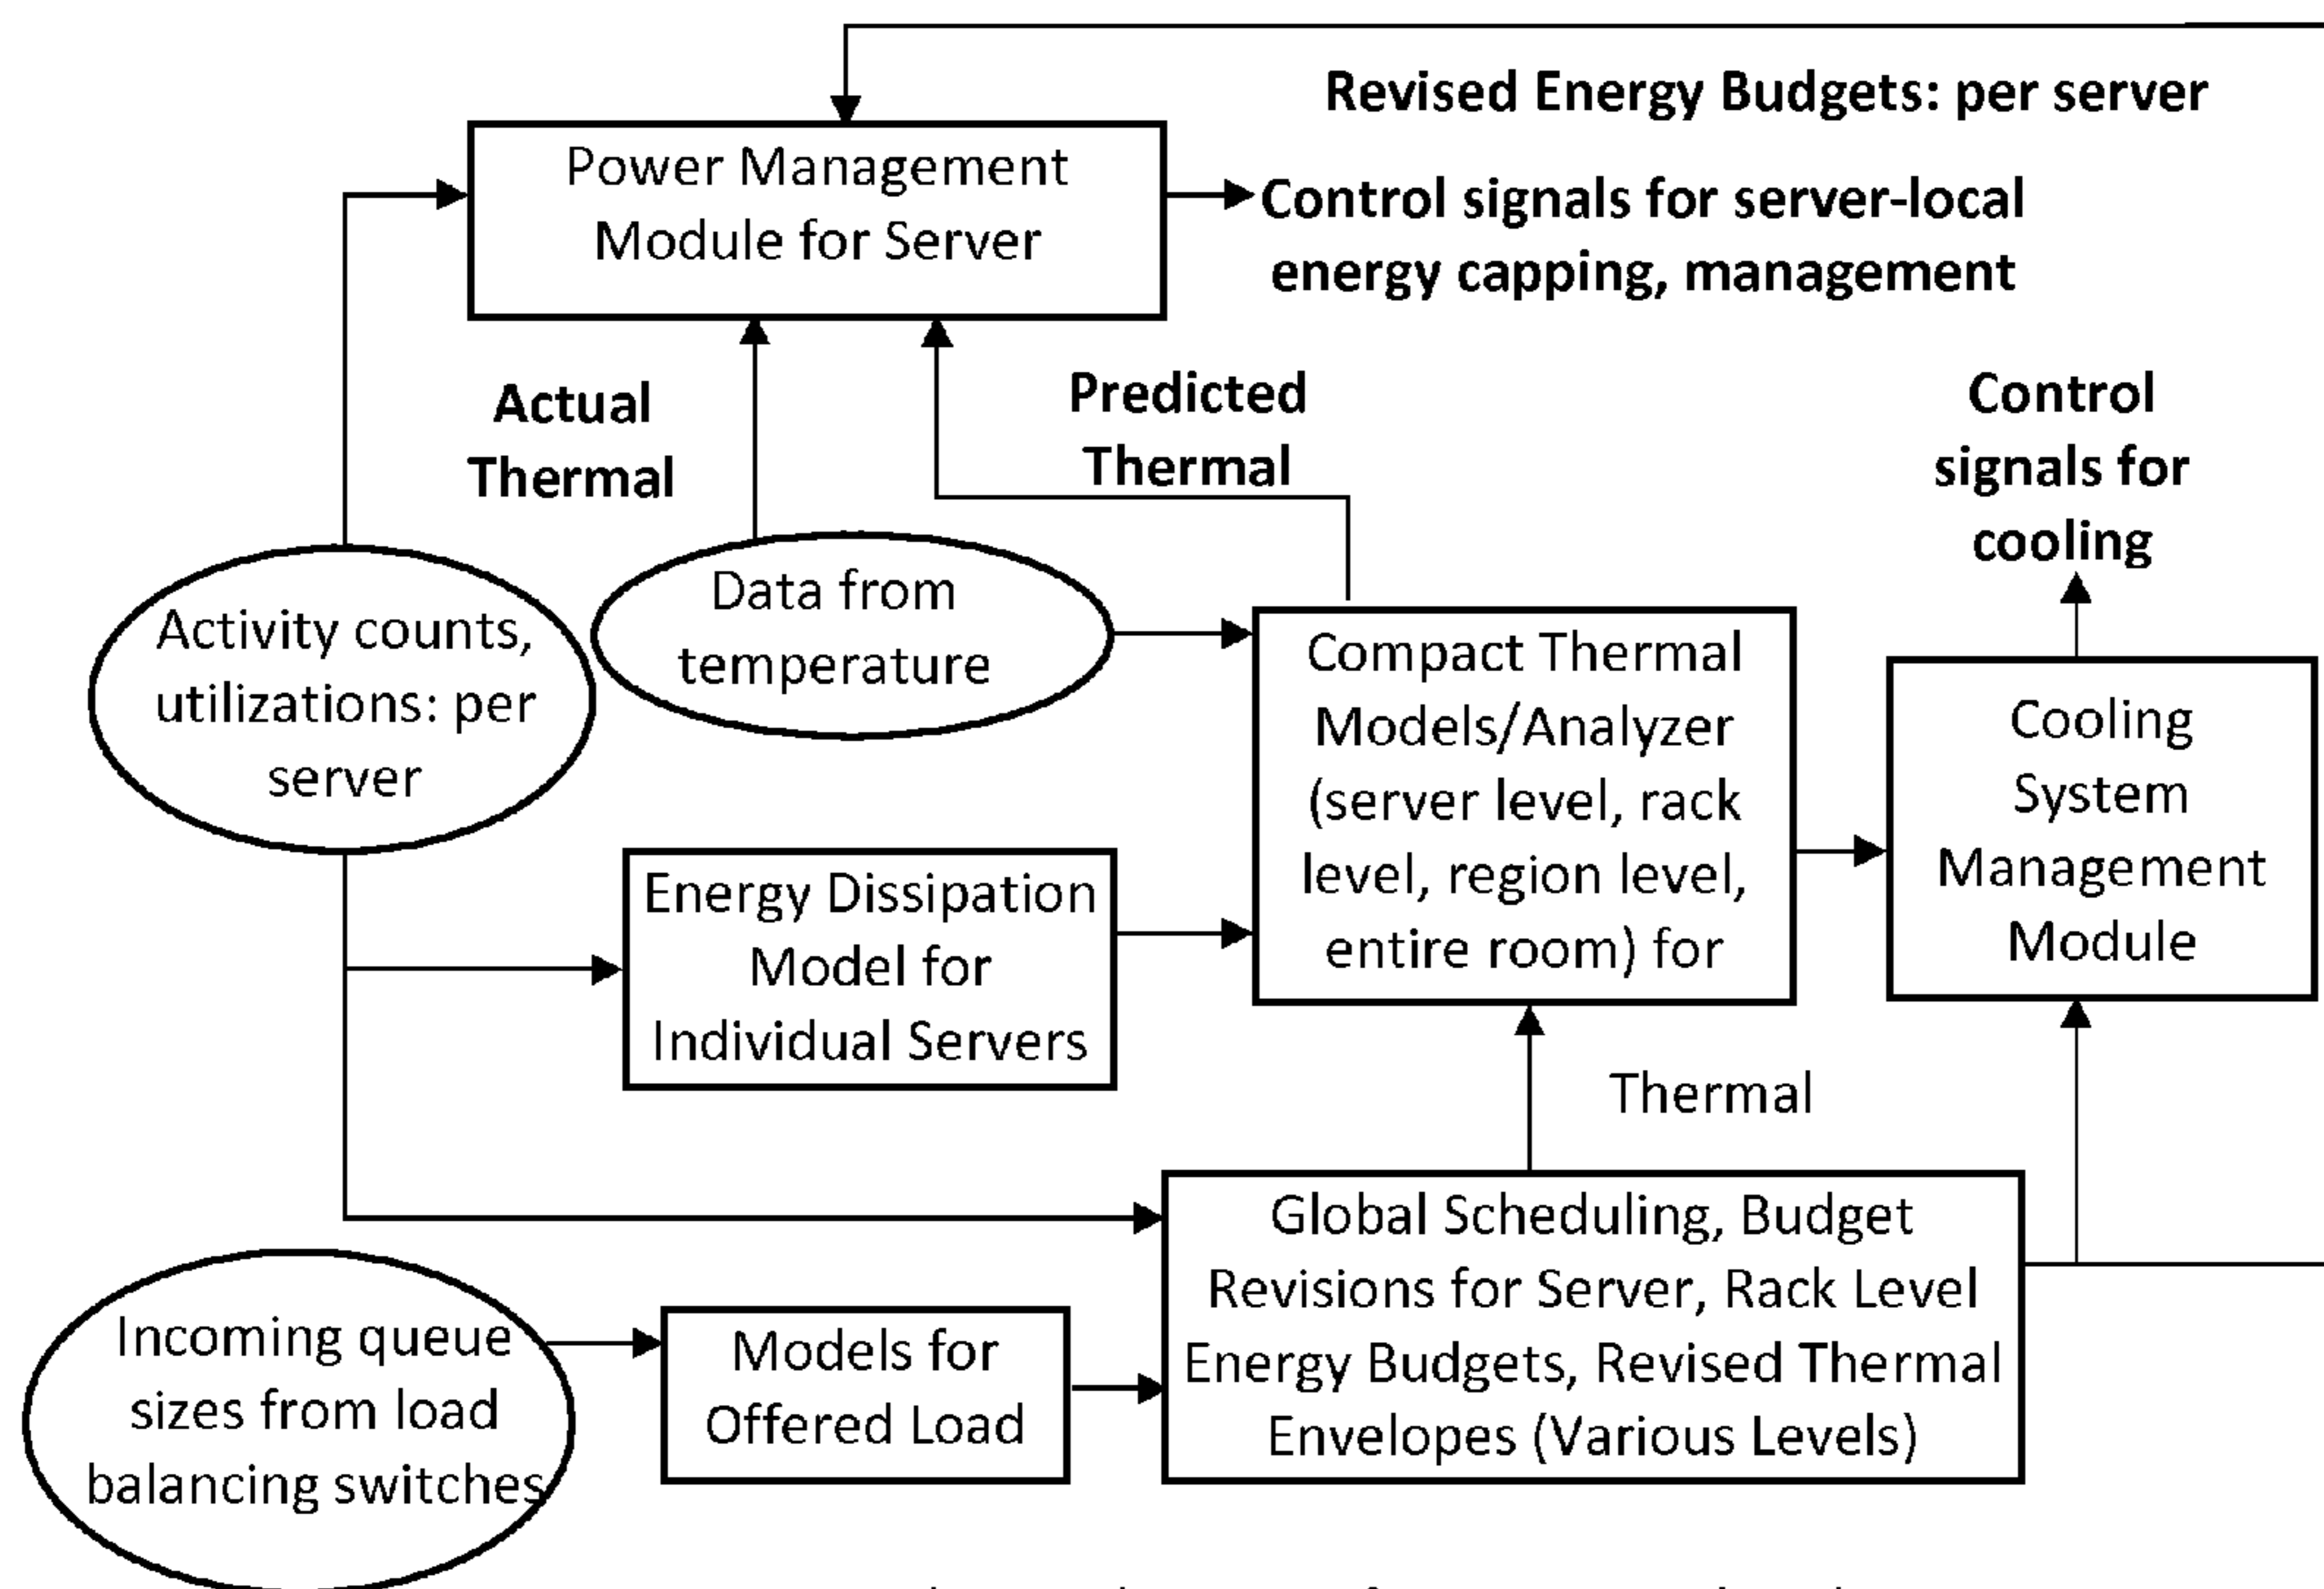 Revised Energy Budgets: per server
Power Management
Module for Server
Control signals for server-local
energy capping, management
Actual
Thermal
Predicted
Thermal
Control
signals for
cooling
Activity counts,
utilizations: per
server
Data from
temperature
Compact Thermal
Models/Analyzer
(server level, rack
level, region level,
entire room) for
Cooling
System
Management
Module
Energy Dissipation
Model for
Individual Servers
Thermal
Global Scheduling, Budget
Revisions for Server, Rack Level
Energy Budgets, Revised Thermal
Envelopes (Various Levels)
Incoming queue
sizes from load
balancing switches
Models for
Offered Load